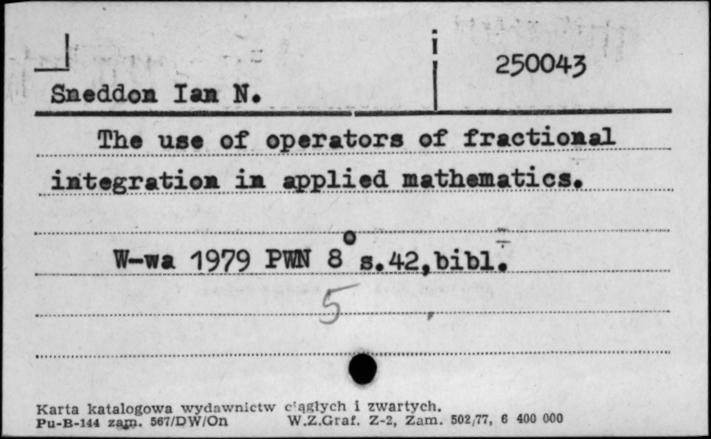 250043
Sneddon Ian N.
The use of operators of fractional
integration in applied mathematics.
W-wa 1979 PWN 8° s.42,bibl.
5
Karta katalogowa wydawnictw ciągłych i zwartych.
Pu-B-144 zam. 567/DW/On W.Z.Graf. Z-2, Zam. 502/77, 6 400 000